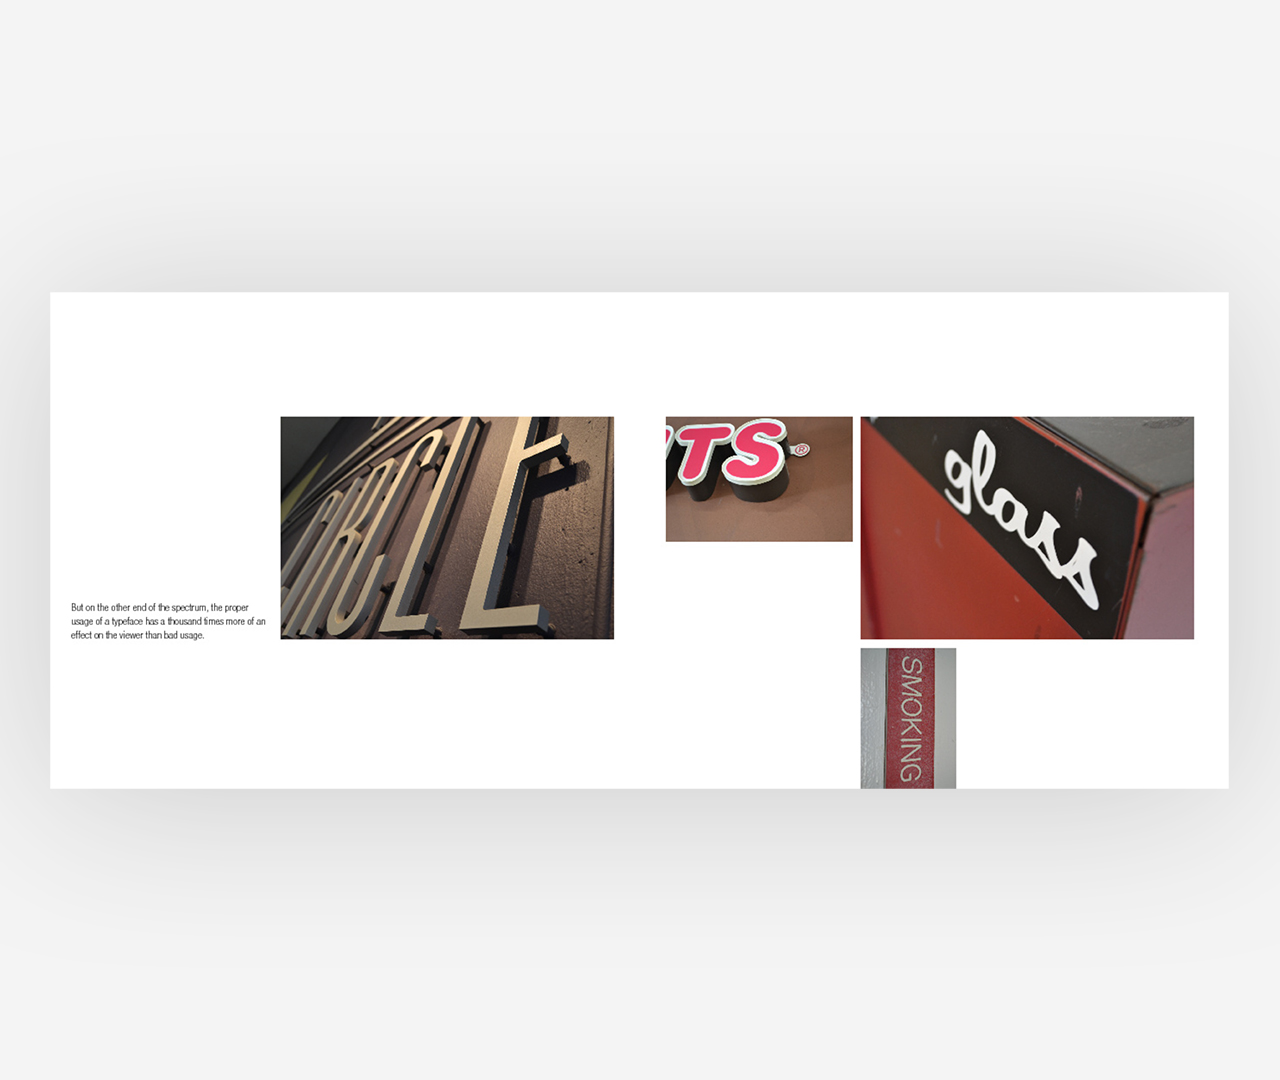 But on the other end of the spectrum, the proper
usage of a typeface has a thousand times more of an
effect on the viewer than bad usage.
RCLE
TS®
glass
SMOKING